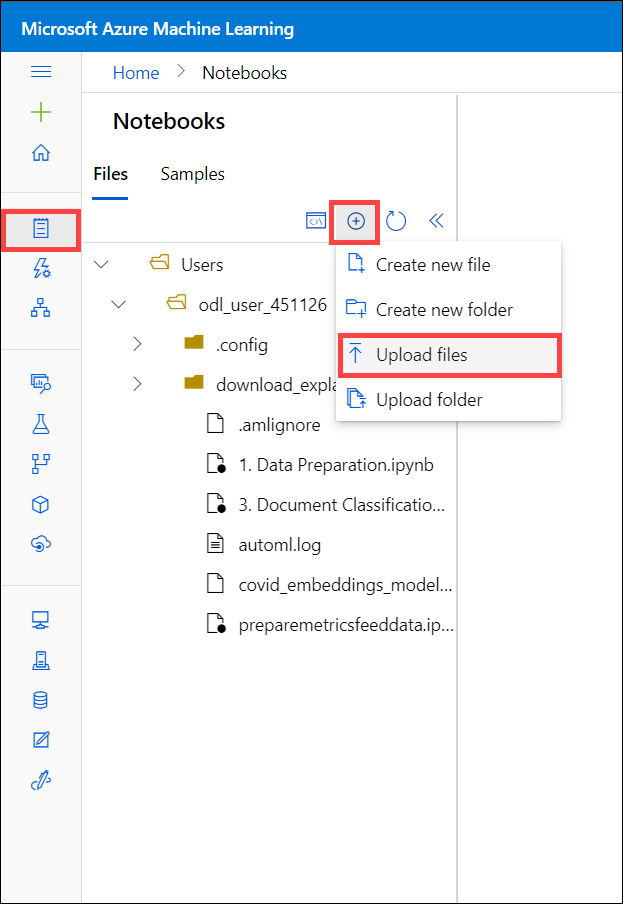 Microsoft Azure Machine Learning
Home > Notebooks
Notebooks
Files Samples
Users
odl_user_451126
.config
download_expla
.amlignore
1. Data Preparation.ipynb
3. Document Classificatio...
automl.log
covid_embeddings_model...
preparemetricsfeeddata.ip...
Create new file
Create new folder
Upload files
Upload folder